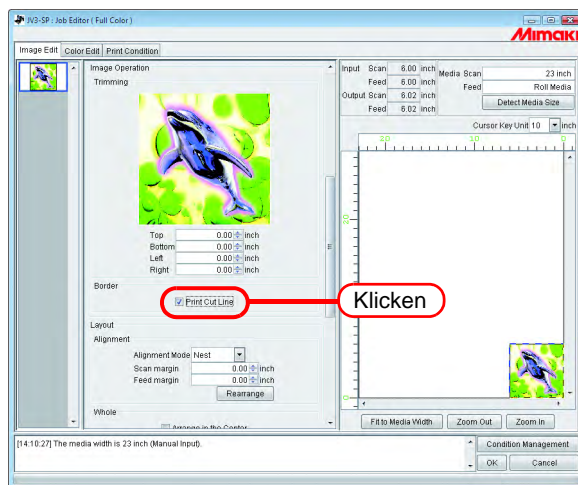 JV3-SP : Job Editor ( Full Color )
Mimaki
Image Edit Color Edit Print Condition
Image Operation
Trimming
Top 0.00 inch
Bottom 0.00 inch
Left 0.00 inch
Right 0.00 inch
Border
Print Cut Line
Klicken
Layout
Alignment
Alignment Mode Nest
Scan margin 0.00 inch
Feed margin 0.00 inch
Rearrange
Whole
Arrange in the Center
Input Scan 6.00 inch
Feed 6.00 inch
Output Scan 6.02 inch
Feed 6.02 inch
Media Scan 23 inch
Feed Roll Media
Detect Media Size
Cursor Key Unit 10 inch
20 10 0
20
0
Fit to Media Width Zoom Out Zoom In
[14:10:27] The media width is 23 inch (Manual Input).
Condition Management
OK Cancel